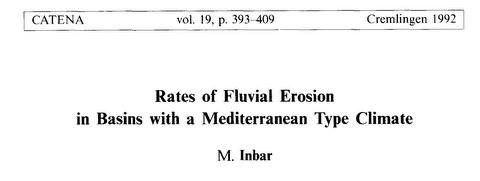 CATENA vol. 19, p. 393–409 Cremlingen 1992
Rates of Fluvial Erosion
in Basins with a Mediterranean Type Climate
M. Inbar